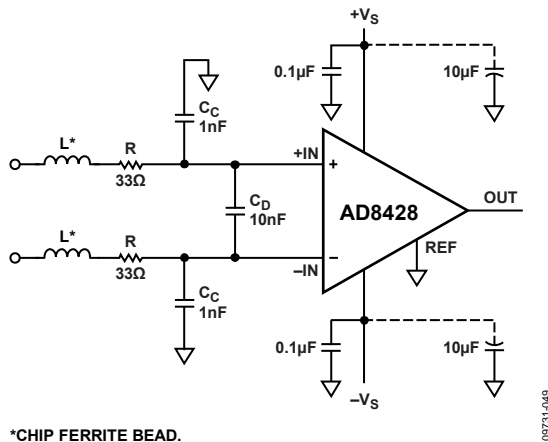 +VS
0.1µF
10µF
CC
1nF
L*
R
33Ω
+IN
+
CD
10nF
AD8428
OUT
REF
L*
R
33Ω
–IN
–
CC
1nF
0.1µF
10µF
–VS
*CHIP FERRITE BEAD.
09731-049